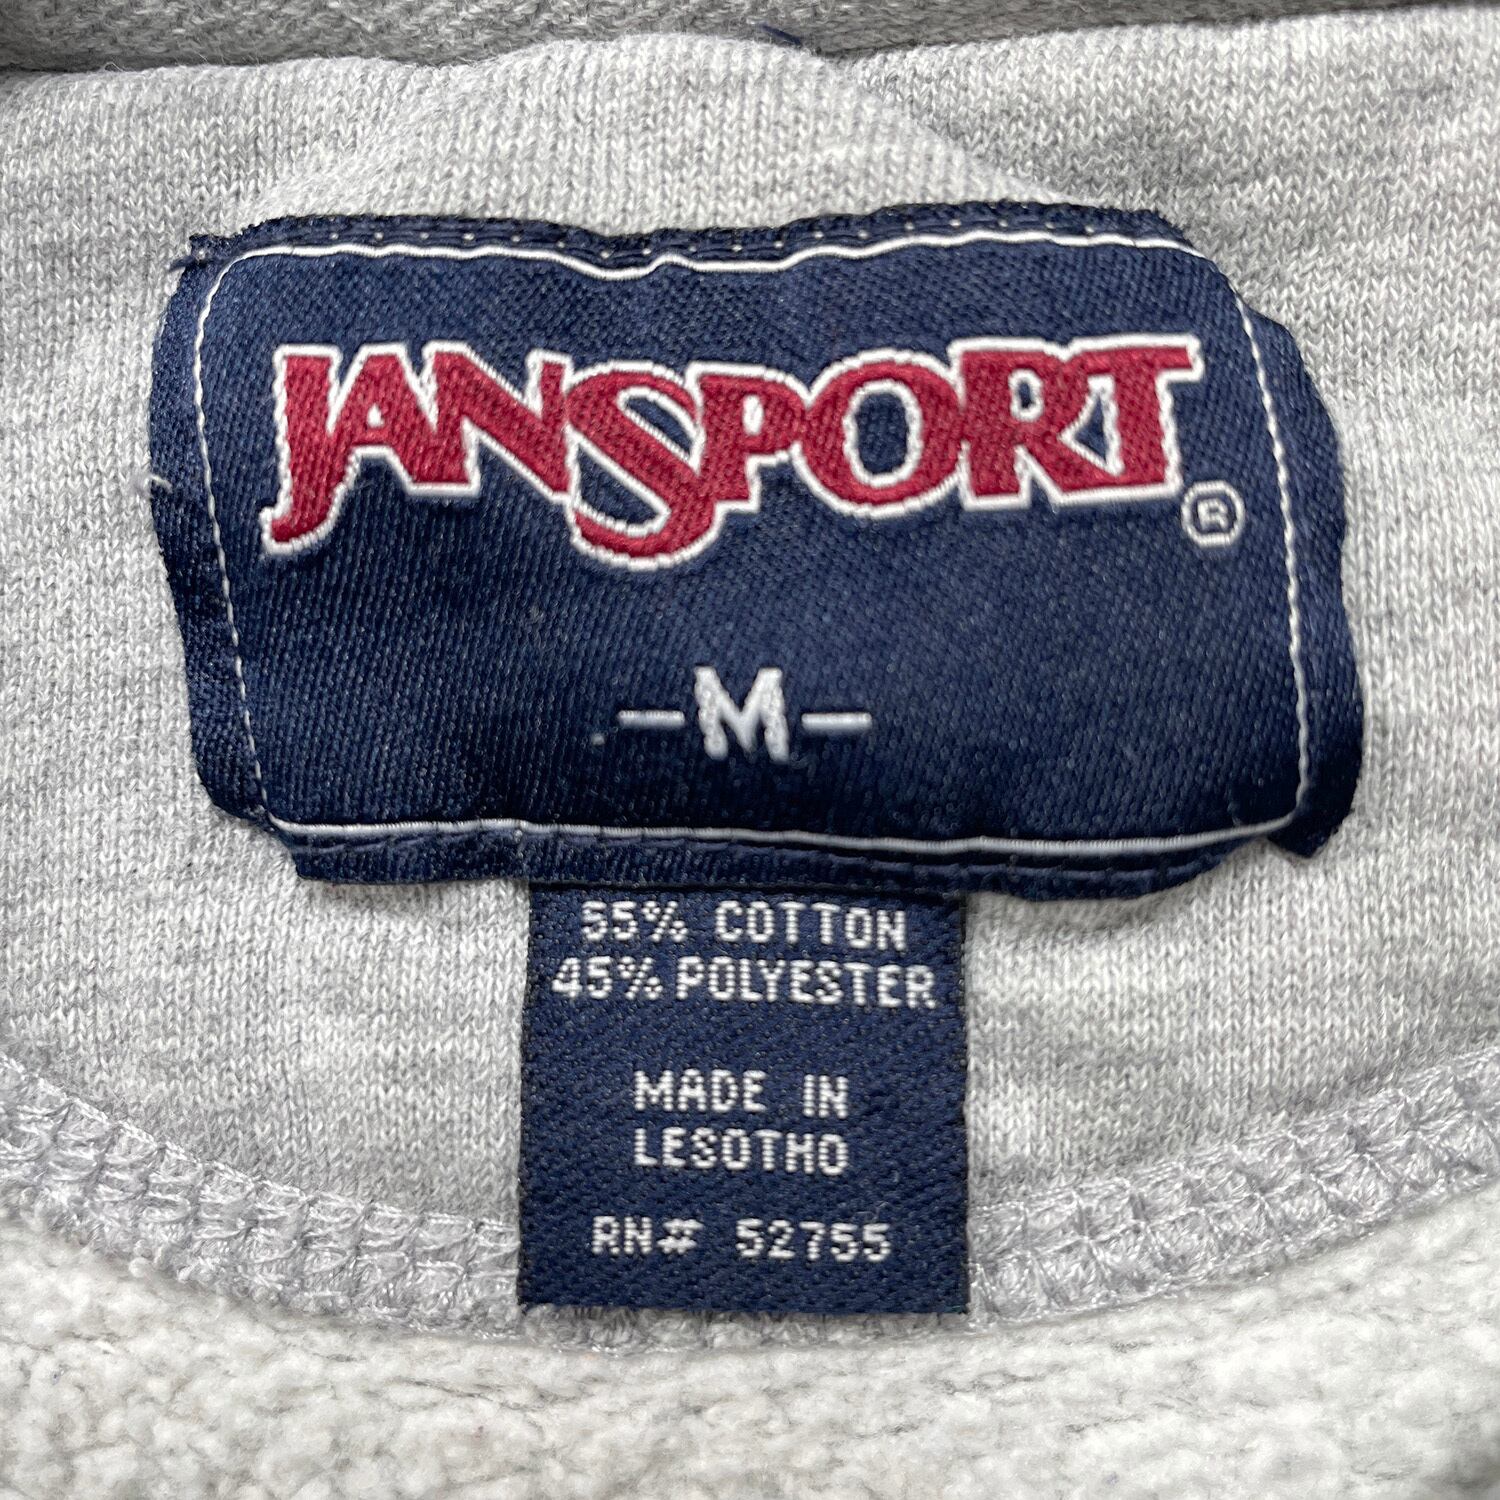 JANSPORT®
-M-
55% COTTON
45% POLYESTER
MADE IN
LESOTHO
RN# 52755